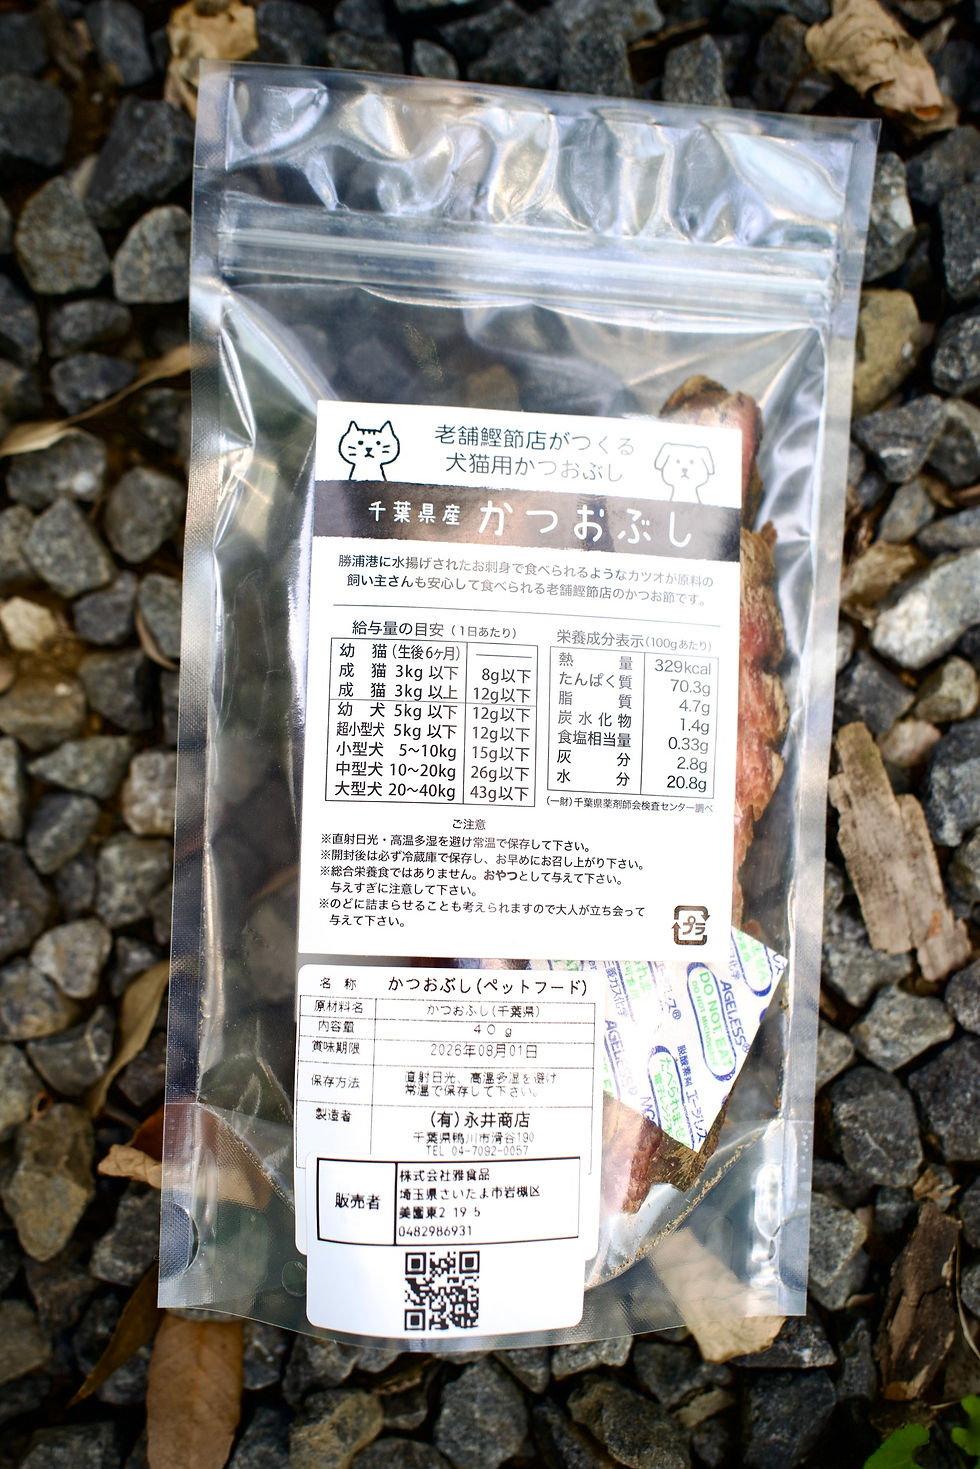 老舗鰹節店がつくる
犬猫用かつおぶし
千葉県産 かつおぶし
勝浦港に水揚げされたお刺身で食べられるようなカツオが原料の
飼い主さんも安心して食べられる老舗鰹節店のかつお節です。
給与量の目安(1日あたり)
幼 猫(生後6ヶ月) ———
成 猫 3kg 以下 8g以下
成 猫 3kg 以上 12g以下
幼 犬 5kg 以下 12g以下
超小型犬 5kg 以下 12g以下
小型犬 5~10kg 15g以下
中型犬 10~20kg 26g以下
大型犬 20~40kg 43g以下
栄養成分表示(100gあたり)
熱 量 329kcal
たんぱく質 70.3g
脂 質 4.7g
炭水化物 1.4g
食塩相当量 0.33g
灰 分 2.8g
水 分 20.8g
(一財)千葉県薬剤師会検査センター調べ
ご注意
※直射日光・高温多湿を避け常温で保存して下さい。
※開封後は必ず冷蔵庫で保存し、お早めにお召し上がり下さい。
※総合栄養食ではありません。おやつとして与えて下さい。
与えすぎに注意して下さい。
※のどに詰まらせることも考えられますので大人が立ち会って
与えて下さい。
プラ
名 称 かつおぶし(ペットフード)
原材料名 かつおぶし(千葉県)
内容量 40g
賞味期限 2026年08月01日
保存方法 直射日光、高温多湿を避け
常温で保存して下さい。
製造者 (有)永井商店
千葉県鴨川市滑谷190
TEL 04-7092-0057
販売者
株式会社雅食品
埼玉県さいたま市岩槻区
美園東2 19 5
0482986931
AGELESS®
DO NOT EAT
DO NOT MICROWAVE
脱酸素剤 エージレス
たべられません